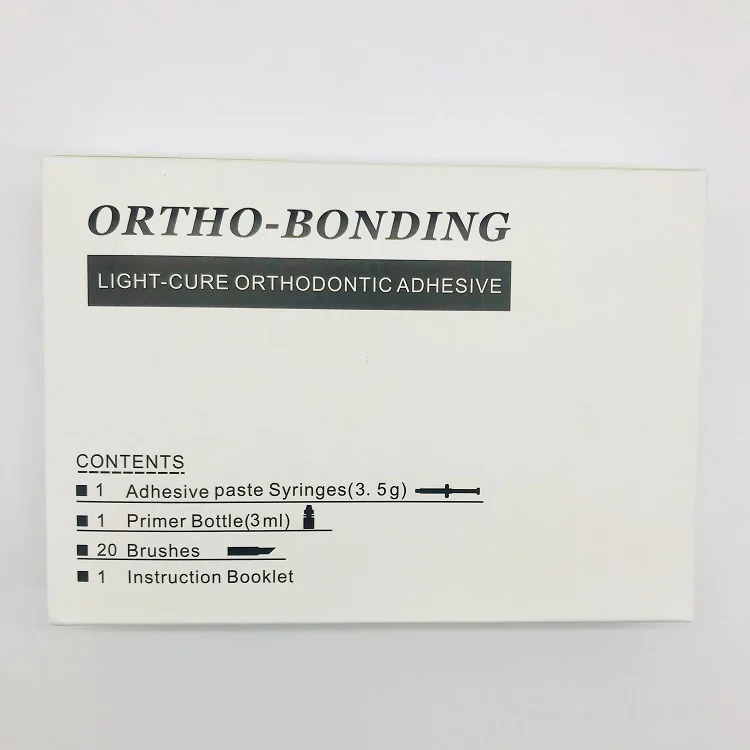 ORTHO-BONDING
LIGHT-CURE ORTHODONTIC ADHESIVE
CONTENTS
■ 1 Adhesive paste Syringes(3. 5g)
■ 1 Primer Bottle(3ml)
■ 20 Brushes
■ 1 Instruction Booklet